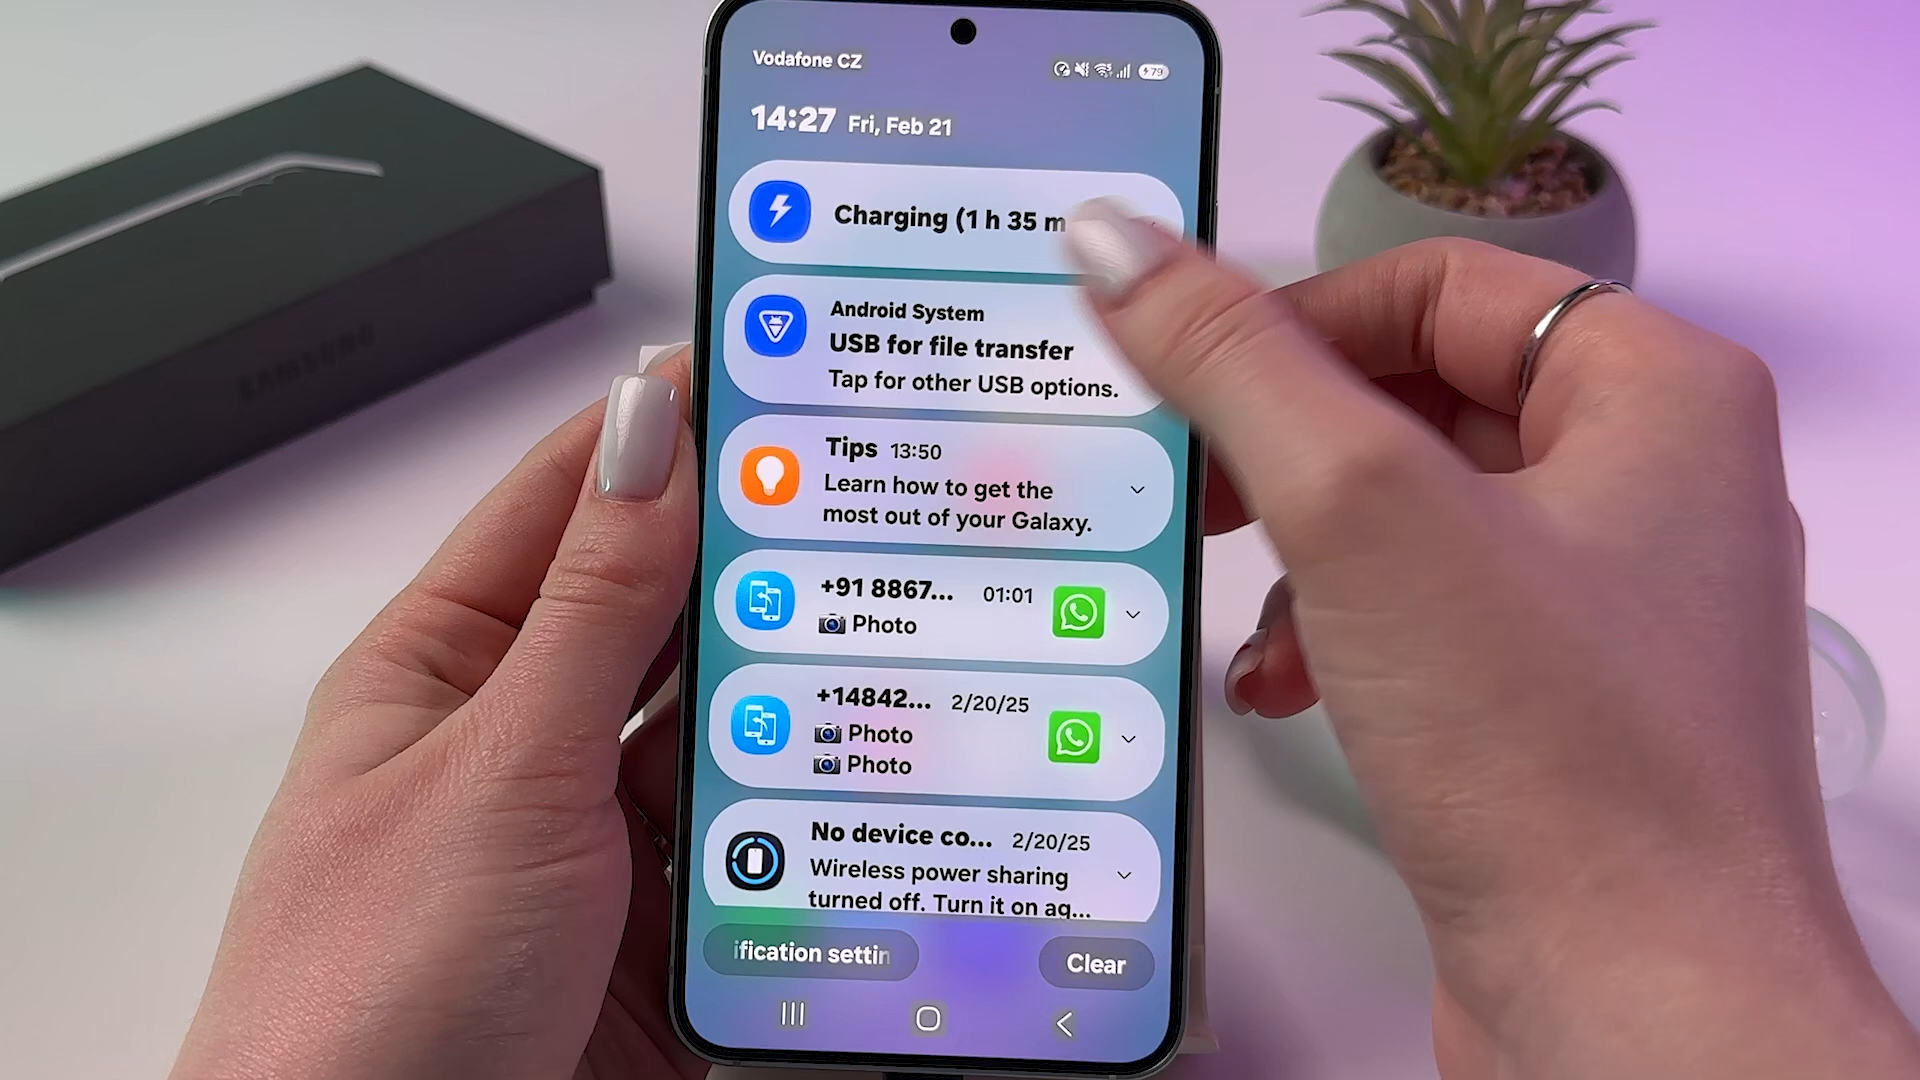 Vodafone CZ
79
14:27 Fri, Feb 21
Charging (1 h 35 m
Android System
USB for file transfer
Tap for other USB options.
Tips 13:50
Learn how to get the
most out of your Galaxy.
+91 8867... 01:01
Photo
+14842... 2/20/25
Photo
Photo
No device co... 2/20/25
Wireless power sharing
turned off. Turn it on ag...
ification settin
Clear
SAMSUNG